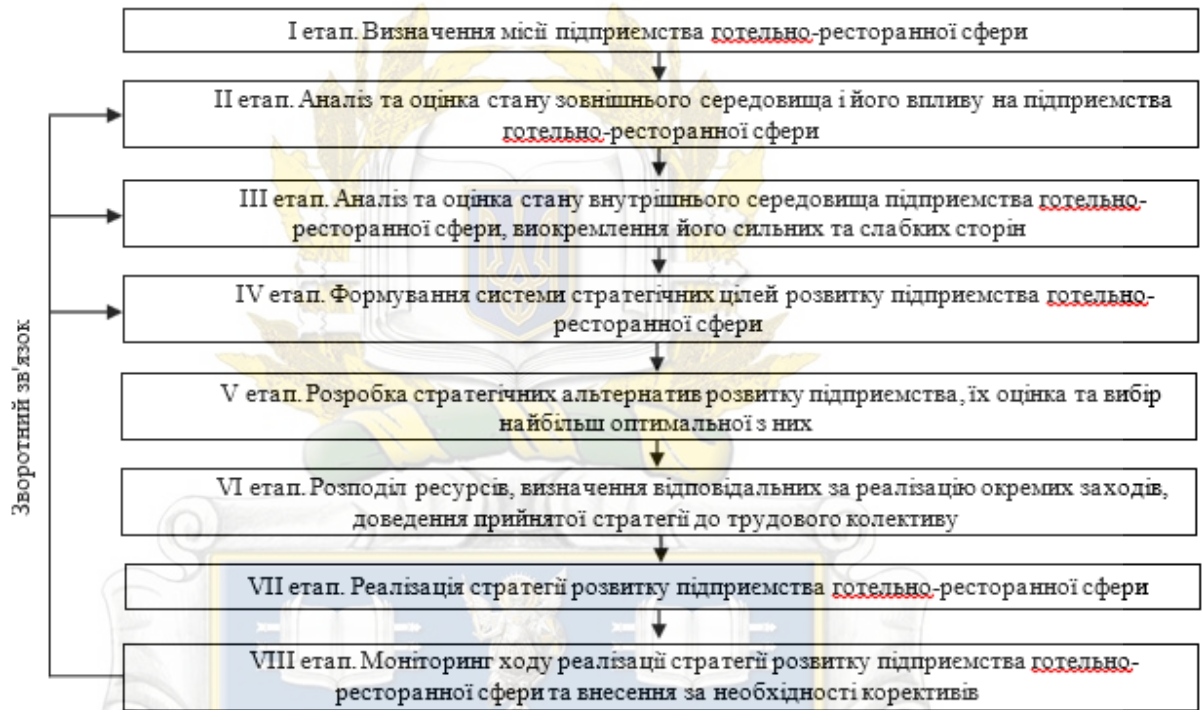 І етап. Визначення місії підприємства готельно-ресторанної сфери
ІІ етап. Аналіз та оцінка стану зовнішнього середовища і його впливу на підприємства
готельно-ресторанної сфери
ІІІ етап. Аналіз та оцінка стану внутрішнього середовища підприємства готельно-
ресторанної сфери, виокремлення його сильних та слабких сторін
IV етап. Формування системи стратегічних цілей розвитку підприємства готельно-
ресторанної сфери
V етап. Розробка стратегічних альтернатив розвитку підприємства, їх оцінка та вибір
найбільш оптимальної з них
VI етап. Розподіл ресурсів, визначення відповідальних за реалізацію окремих заходів,
доведення прийнятої стратегії до трудового колективу
VII етап. Реалізація стратегії розвитку підприємства готельно-ресторанної сфери
VIII етап. Моніторинг ходу реалізації стратегії розвитку підприємства готельно-
ресторанної сфери та внесення за необхідності корективів
Зворотний зв'язок